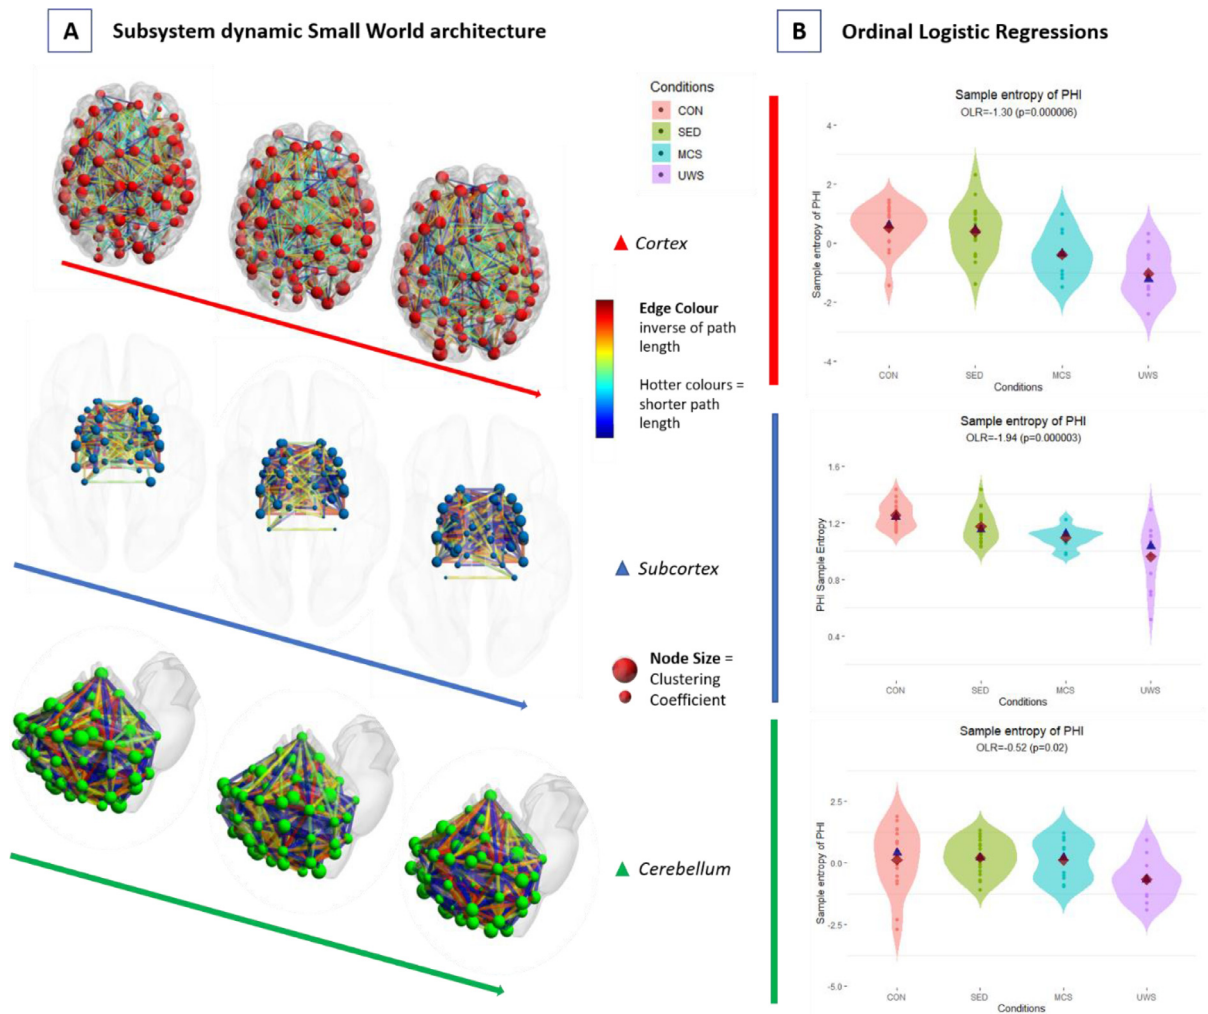 A
Subsystem dynamic Small World architecture
Conditions
CON
SED
MCS
UWS
Cortex
Edge Colour
inverse of path
length
Hotter colours =
shorter path
length
Subcortex
Node Size =
Clustering
Coefficient
Cerebellum
B
Ordinal Logistic Regressions
Sample entropy of PHI
OLR=-1.30 (p=0.000006)
Sample entropy of PHI
4
2
0
-2
-4
CON SED MCS UWS
Conditions
Sample entropy of PHI
OLR=-1.94 (p=0.000003)
PHI Sample Entropy
1.6
1.2
0.8
0.4
CON SED MCS UWS
Conditions
Sample entropy of PHI
OLR=-0.52 (p=0.02)
Sample entropy of PHI
2.5
0.0
-2.5
-5.0
CON SED MCS UWS
Conditions